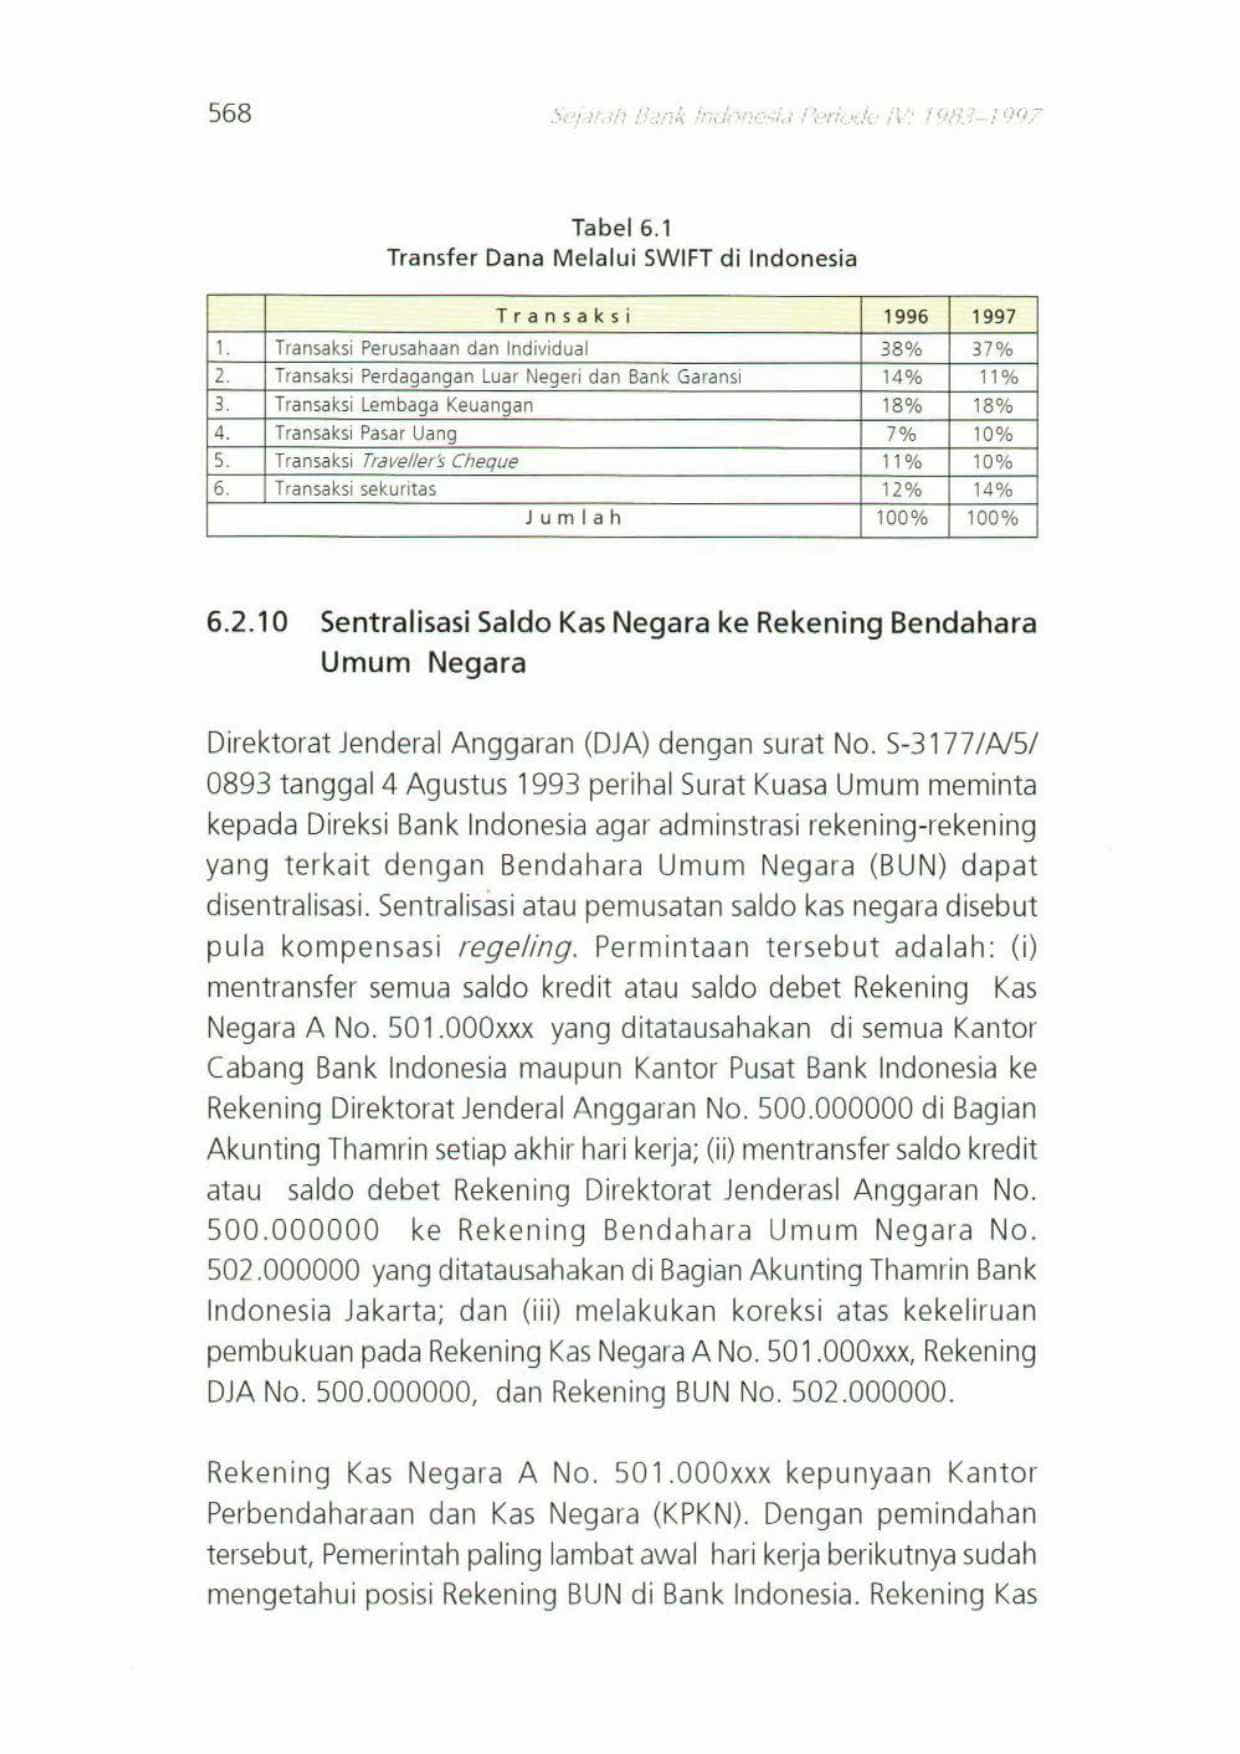 568
Sejarah Bank Indonesia Periode IV: 1983–1997
Tabel 6.1
Transfer Dana Melalui SWIFT di Indonesia
Transaksi 1996 1997
1. Transaksi Perusahaan dan Individual 38% 37%
2. Transaksi Perdagangan Luar Negeri dan Bank Garansi 14% 11%
3. Transaksi Lembaga Keuangan 18% 18%
4. Transaksi Pasar Uang 7% 10%
5. Transaksi Traveller's Cheque 11% 10%
6. Transaksi sekuritas 12% 14%
Jumlah 100% 100%
6.2.10 Sentralisasi Saldo Kas Negara ke Rekening Bendahara
Umum Negara
Direktorat Jenderal Anggaran (DJA) dengan surat No. S-3177/A/5/
0893 tanggal 4 Agustus 1993 perihal Surat Kuasa Umum meminta
kepada Direksi Bank Indonesia agar adminstrasi rekening-rekening
yang terkait dengan Bendahara Umum Negara (BUN) dapat
disentralisasi. Sentralisasi atau pemusatan saldo kas negara disebut
pula kompensasi regeling. Permintaan tersebut adalah: (i)
mentransfer semua saldo kredit atau saldo debet Rekening Kas
Negara A No. 501.000xxx yang ditatausahakan di semua Kantor
Cabang Bank Indonesia maupun Kantor Pusat Bank Indonesia ke
Rekening Direktorat Jenderal Anggaran No. 500.000000 di Bagian
Akunting Thamrin setiap akhir hari kerja; (ii) mentransfer saldo kredit
atau saldo debet Rekening Direktorat Jenderasl Anggaran No.
500.000000 ke Rekening Bendahara Umum Negara No.
502.000000 yang ditatausahakan di Bagian Akunting Thamrin Bank
Indonesia Jakarta; dan (iii) melakukan koreksi atas kekeliruan
pembukuan pada Rekening Kas Negara A No. 501.000xxx, Rekening
DJA No. 500.000000, dan Rekening BUN No. 502.000000.
Rekening Kas Negara A No. 501.000xxx kepunyaan Kantor
Perbendaharaan dan Kas Negara (KPKN). Dengan pemindahan
tersebut, Pemerintah paling lambat awal hari kerja berikutnya sudah
mengetahui posisi Rekening BUN di Bank Indonesia. Rekening Kas